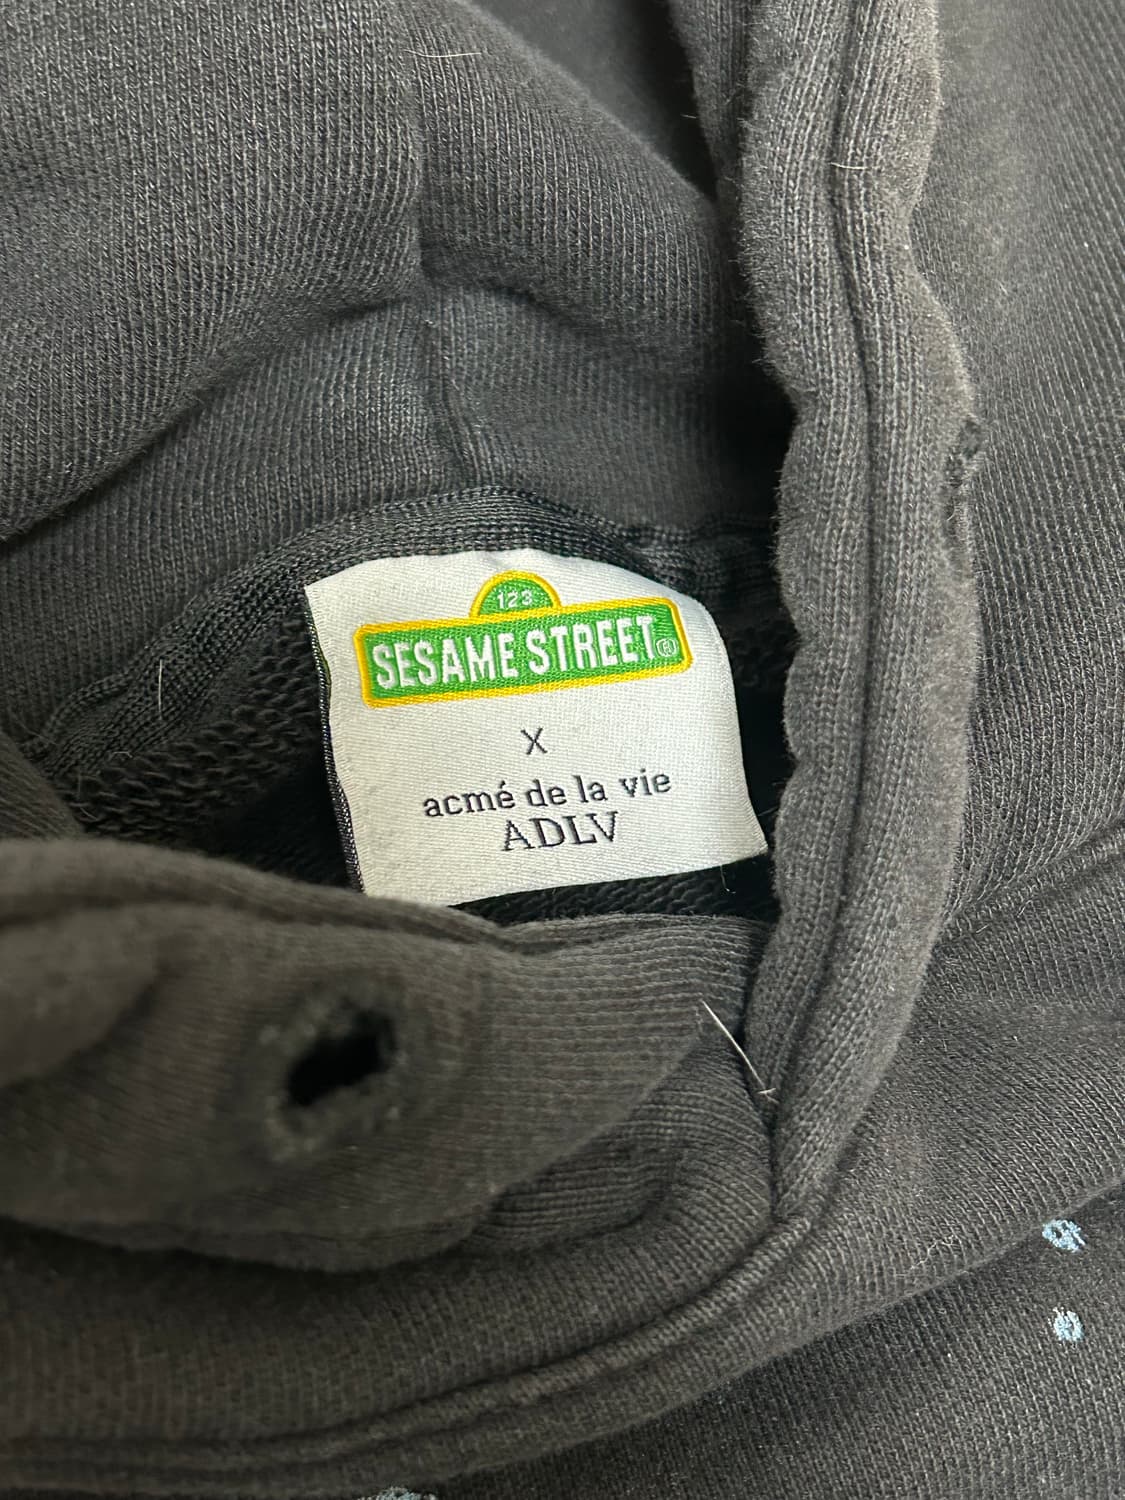 123
SESAME STREET®
X
acmé de la vie
ADLV